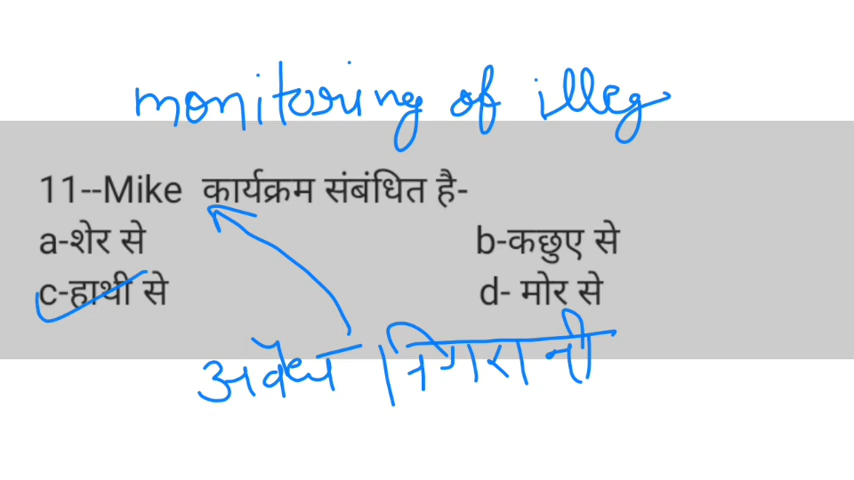 monitoring of illeg
11--Mike कार्यक्रम संबंधित है-
a-शेर से
b-कछुए से
c-हाथी से
d- मोर से
अवैध निगरानी